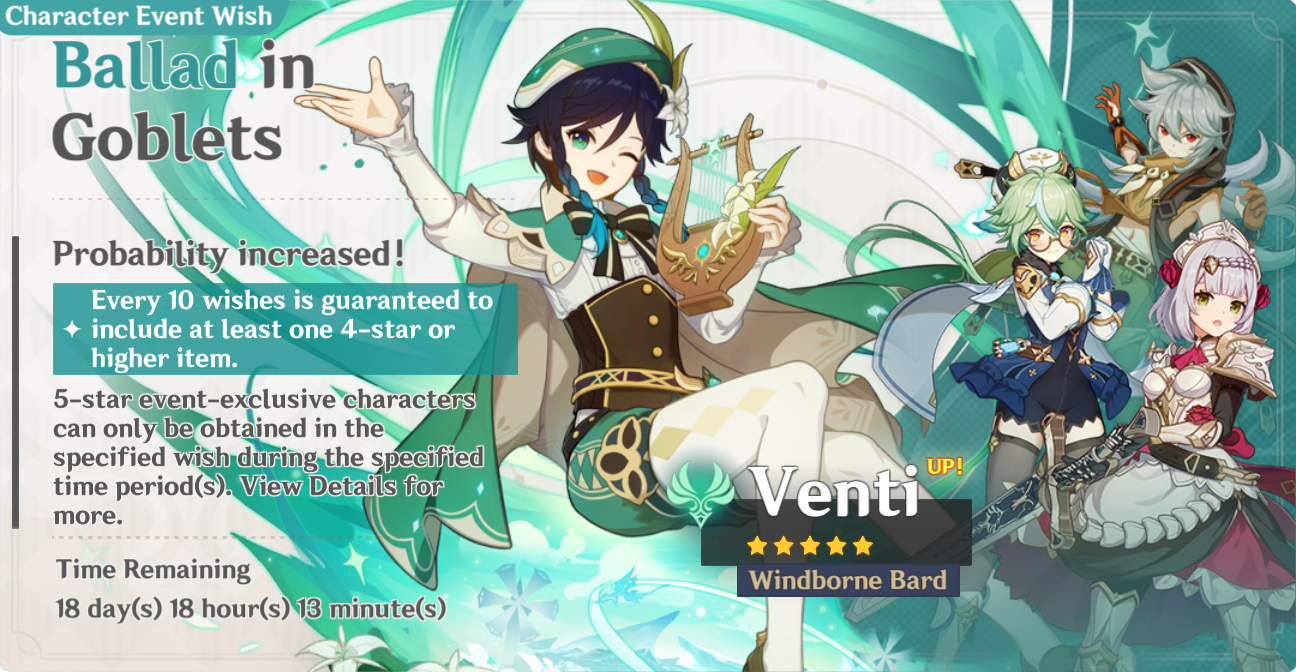 Character Event Wish
Ballad in
Goblets
Probability increased!
Every 10 wishes is guaranteed to
include at least one 4-star or
higher item.
5-star event-exclusive characters
can only be obtained in the
specified wish during the specified
time period(s). View Details for
more.
Time Remaining
18 day(s) 18 hour(s) 13 minute(s)
Venti UP!
Windborne Bard